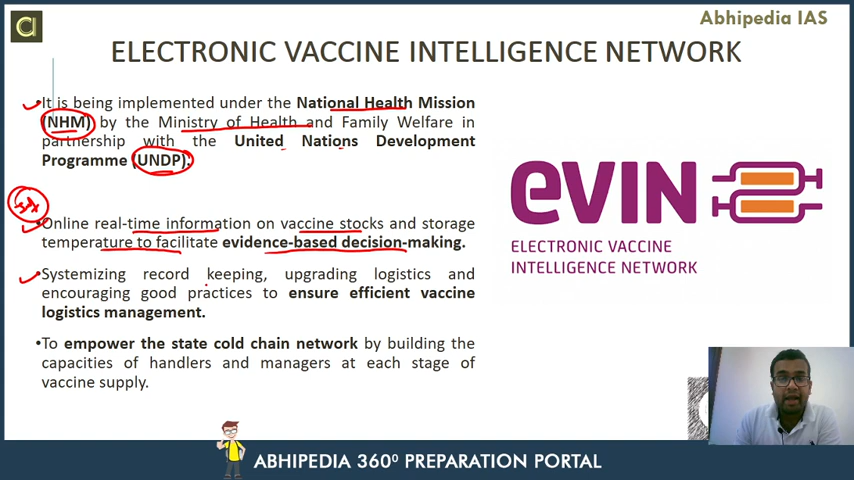 Abhipedia IAS
ELECTRONIC VACCINE INTELLIGENCE NETWORK
•It is being implemented under the National Health Mission
(NHM) by the Ministry of Health and Family Welfare in
partnership with the United Nations Development
Programme (UNDP).
•Online real-time information on vaccine stocks and storage
temperature to facilitate evidence-based decision-making.
•Systemizing record keeping, upgrading logistics and
encouraging good practices to ensure efficient vaccine
logistics management.
•To empower the state cold chain network by building the
capacities of handlers and managers at each stage of
vaccine supply.
eVIN
ELECTRONIC VACCINE
INTELLIGENCE NETWORK
ABHIPEDIA 360⁰ PREPARATION PORTAL